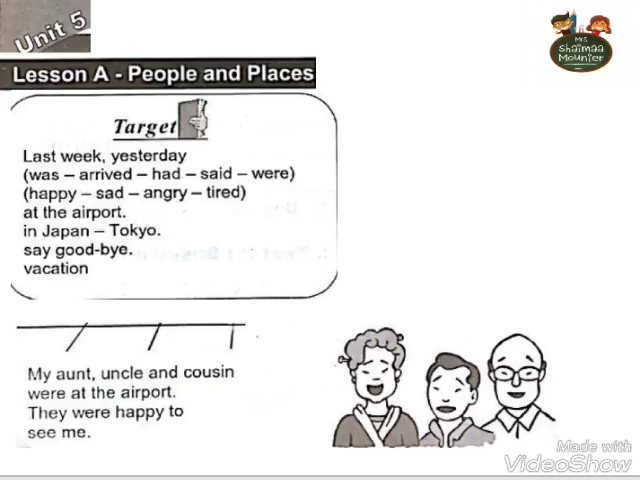 Unit 5
Mrs
Shaimaa
Mounier
Lesson A - People and Places
Target
Last week, yesterday
(was – arrived – had – said – were)
(happy – sad – angry – tired)
at the airport.
in Japan – Tokyo.
say good-bye.
vacation
My aunt, uncle and cousin
were at the airport.
They were happy to
see me.
Made with
VideoShow